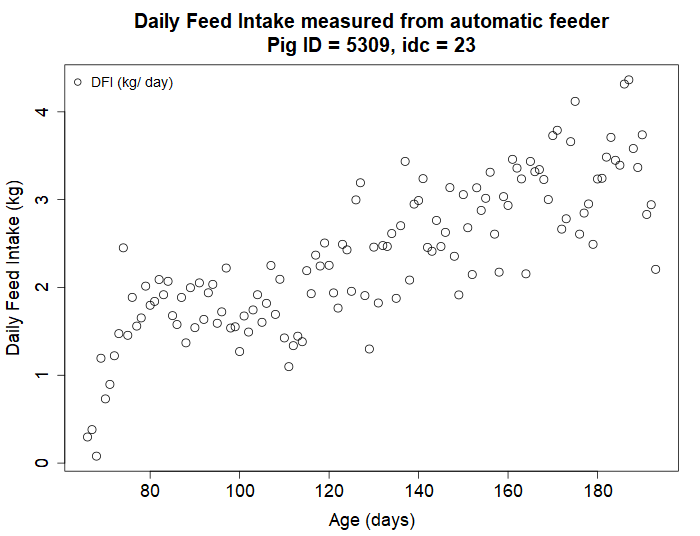 Daily Feed Intake measured from automatic feeder
Pig ID = 5309, idc = 23
DFI (kg/ day)
Daily Feed Intake (kg)
4
3
2
1
0
80 100 120 140 160 180
Age (days)